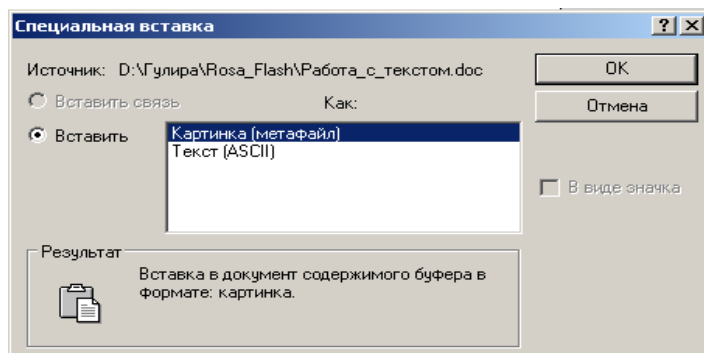 Специальная вставка
Источник: D:\Гулира\Rosa_Flash\Работа_с_текстом.doc
ОК
Вставить связь
Как:
Отмена
Вставить
Картинка (метафайл)
Текст (ASCII)
В виде значка
Результат
Вставка в документ содержимого буфера в
формате: картинка.